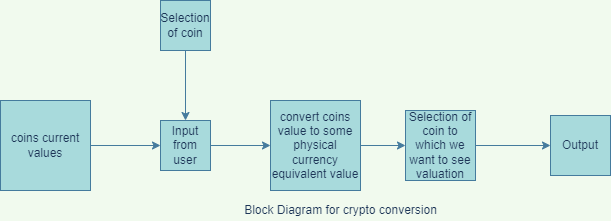 Selection
of coin
coins current
values
Input
from
user
convert coins
value to some
physical
currency
equivalent value
Selection of
coin to
which we
want to see
valuation
Output
Block Diagram for crypto conversion